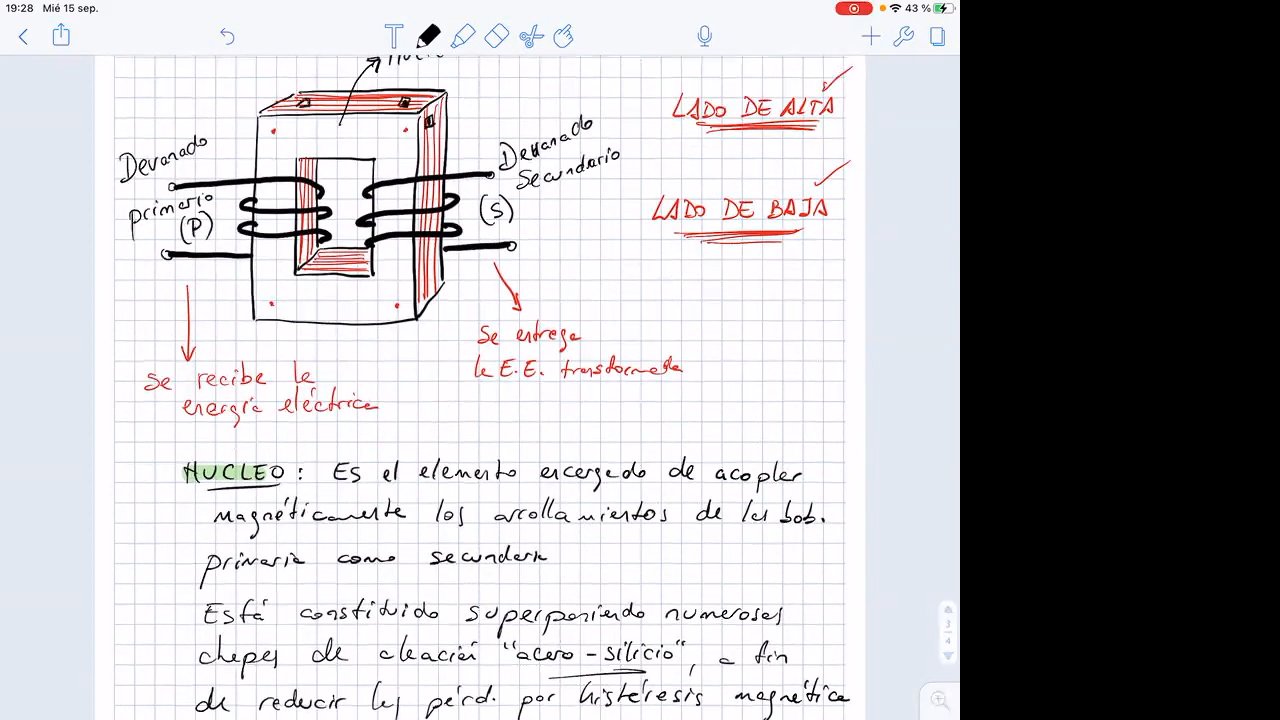 19:28 Mié 15 sep.
43 %
T
LADO DE ALTA
Devanado
primario
(P)
Devanado
Secundario
(S)
LADO DE BAJA
Se entrega
la E.E. transformada
se recibe la
energía eléctrica
NUCLEO: Es el elemento encargado de acoplar
magnéticamente los arrollamientos de las bob.
primaria como secundaria
Está constituido superponiendo numerosas
chapas de aleación "acero-silicio", a fin
de reducir las pérd. por histéresis magnética
3
4